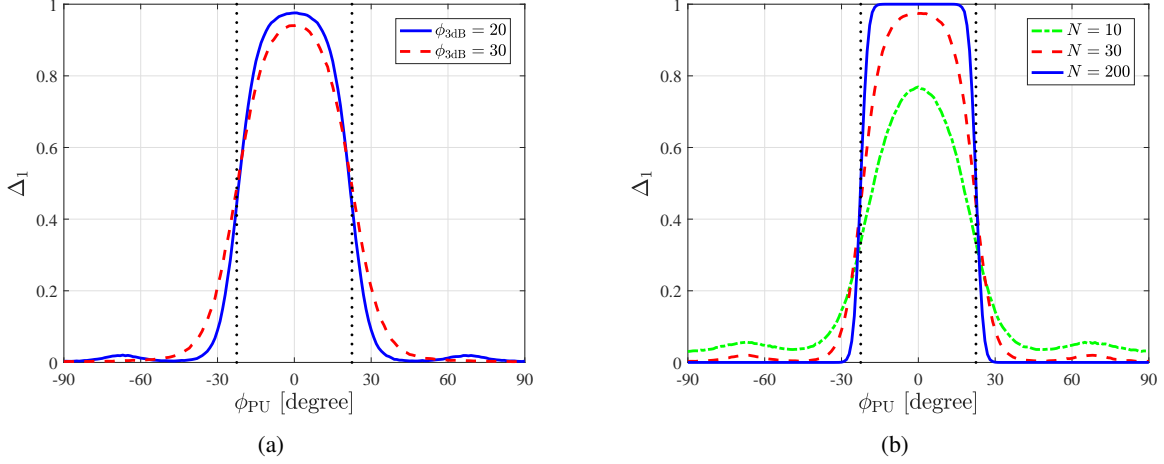 1
0.8
0.6
0.4
0.2
0
Δ₁
-90 -60 -30 0 30 60 90
ϕPU [degree]
ϕ3dB = 20
ϕ3dB = 30
(a)
1
0.8
0.6
0.4
0.2
0
Δ₁
-90 -60 -30 0 30 60 90
ϕPU [degree]
N = 10
N = 30
N = 200
(b)